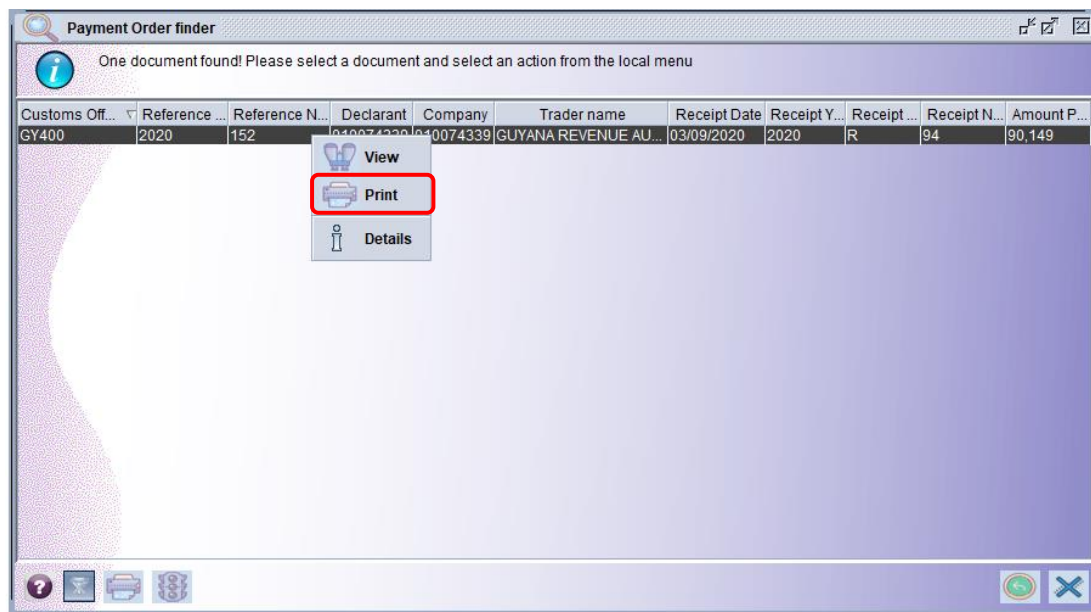 Payment Order finder
One document found! Please select a document and select an action from the local menu
Customs Off... Reference ... Reference N... Declarant Company Trader name Receipt Date Receipt Y... Receipt ... Receipt N... Amount P...
GY400 2020 152 010074339 010074339 GUYANA REVENUE AU... 03/09/2020 2020 R 94 90,149
View
Print
Details